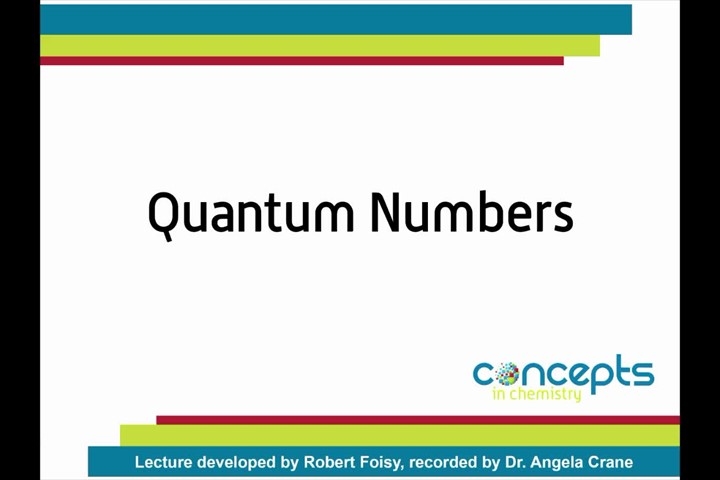 Quantum Numbers
concepts
in chemistry
Lecture developed by Robert Foisy, recorded by Dr. Angela Crane